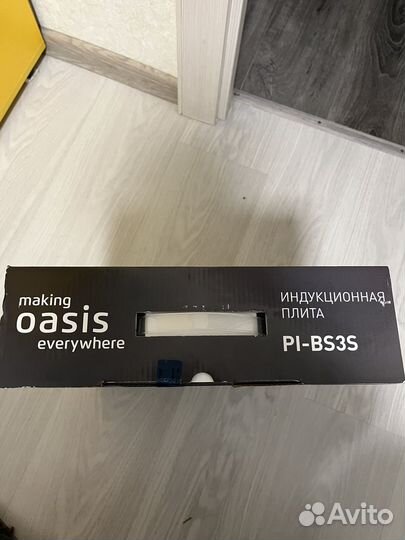 making
oasis
everywhere
ИНДУКЦИОННАЯ
ПЛИТА
PI-BS3S
Avito